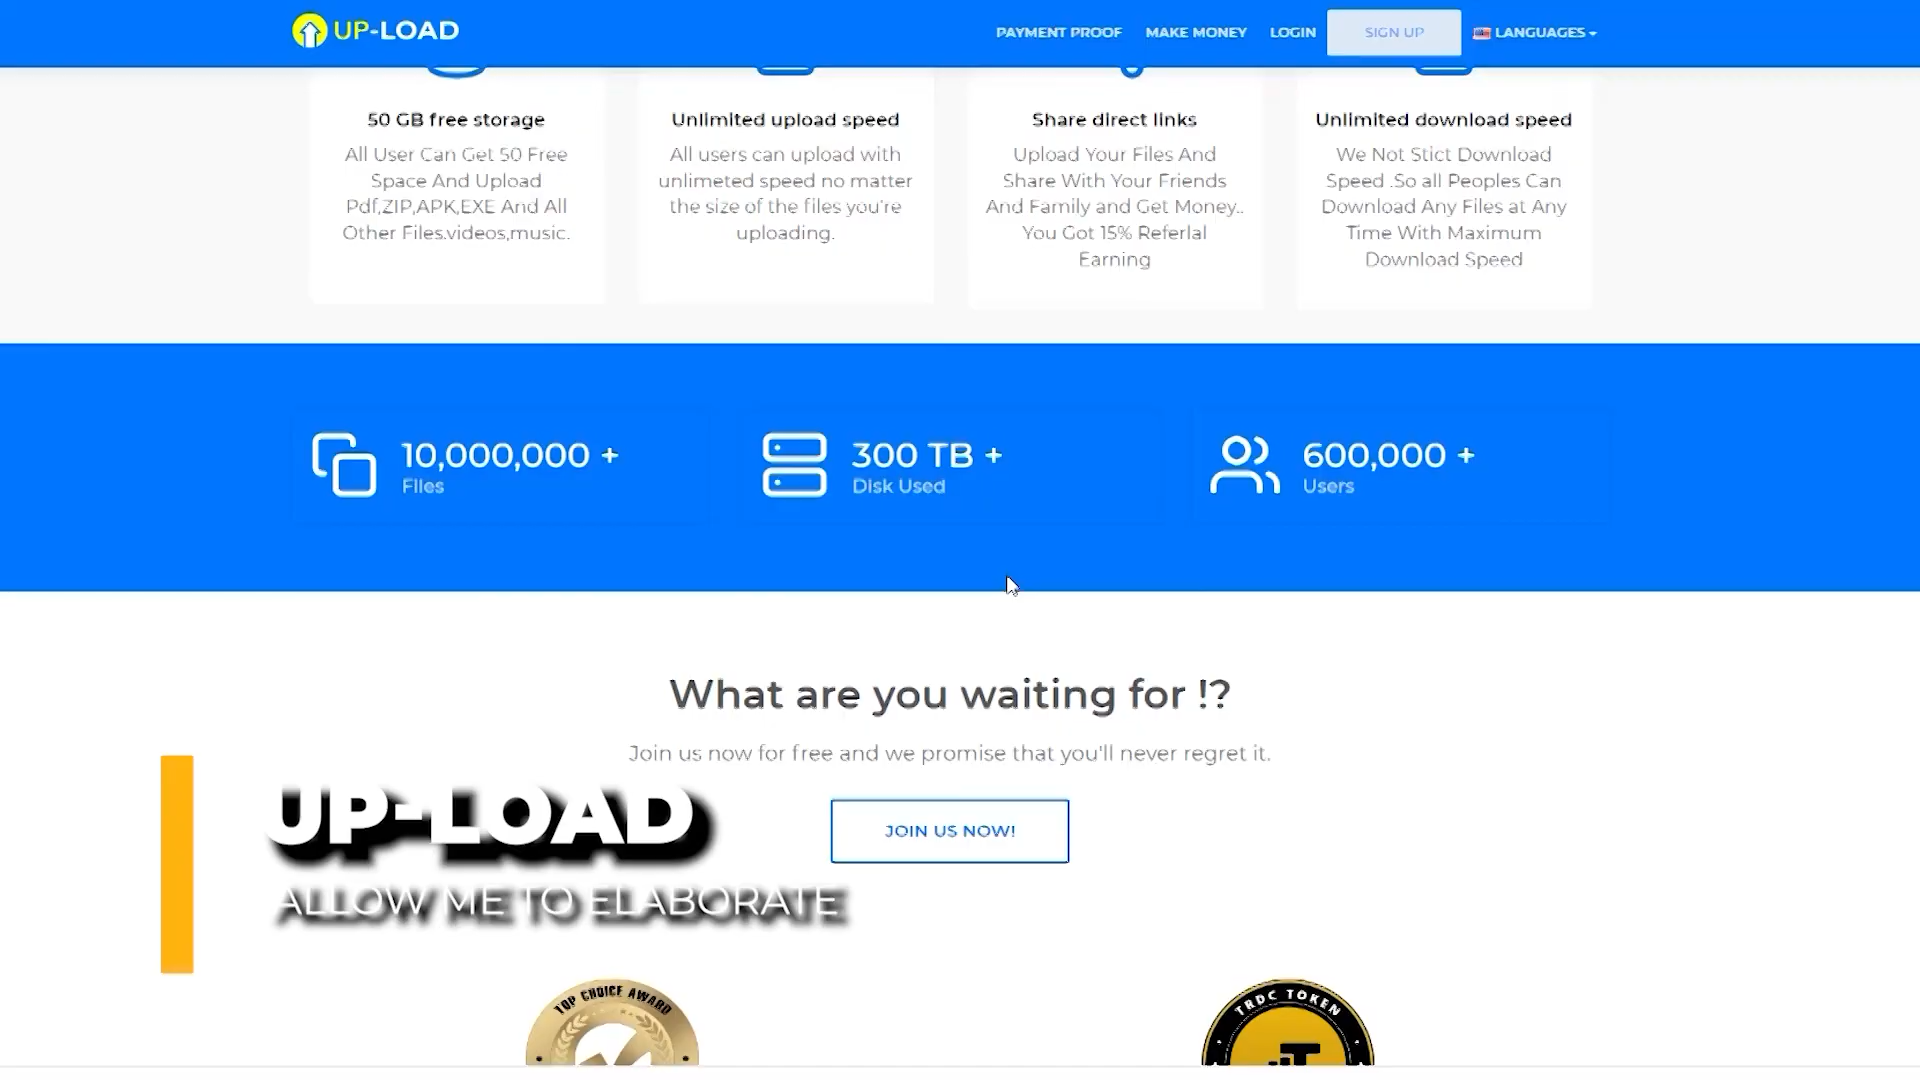 UP-LOAD
PAYMENT PROOF MAKE MONEY LOGIN SIGN UP LANGUAGES
50 GB free storage
All User Can Get 50 Free
Space And Upload
Pdf,ZIP,APK,EXE And All
Other Files.videos,music.
Unlimited upload speed
All users can upload with
unlimeted speed no matter
the size of the files you're
uploading.
Share direct links
Upload Your Files And
Share With Your Friends
And Family and Get Money..
You Got 15% Referlal
Earning
Unlimited download speed
We Not Stict Download
Speed .So all Peoples Can
Download Any Files at Any
Time With Maximum
Download Speed
10,000,000 +
Files
300 TB +
Disk Used
600,000 +
Users
What are you waiting for !?
Join us now for free and we promise that you'll never regret it.
JOIN US NOW!
UP-LOAD
ALLOW ME TO ELABORATE
TOP CHOICE AWARD
TRDC TOKEN